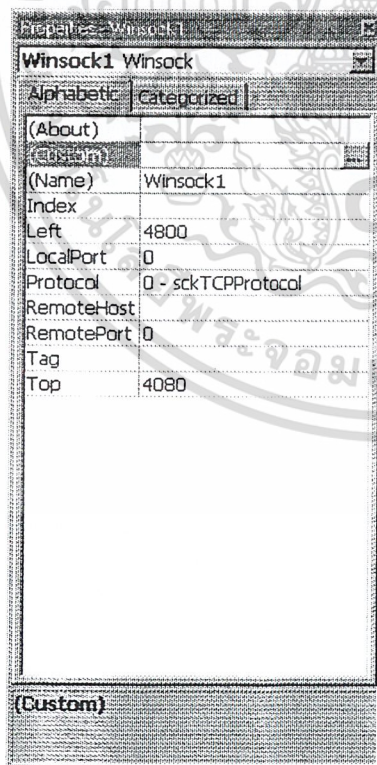 Properties - Winsock1
Winsock1 Winsock
Alphabetic Categorized
(About)
(Custom) ...
(Name) Winsock1
Index
Left 4800
LocalPort 0
Protocol 0 - sckTCPProtocol
RemoteHost
RemotePort 0
Tag
Top 4080
(Custom)